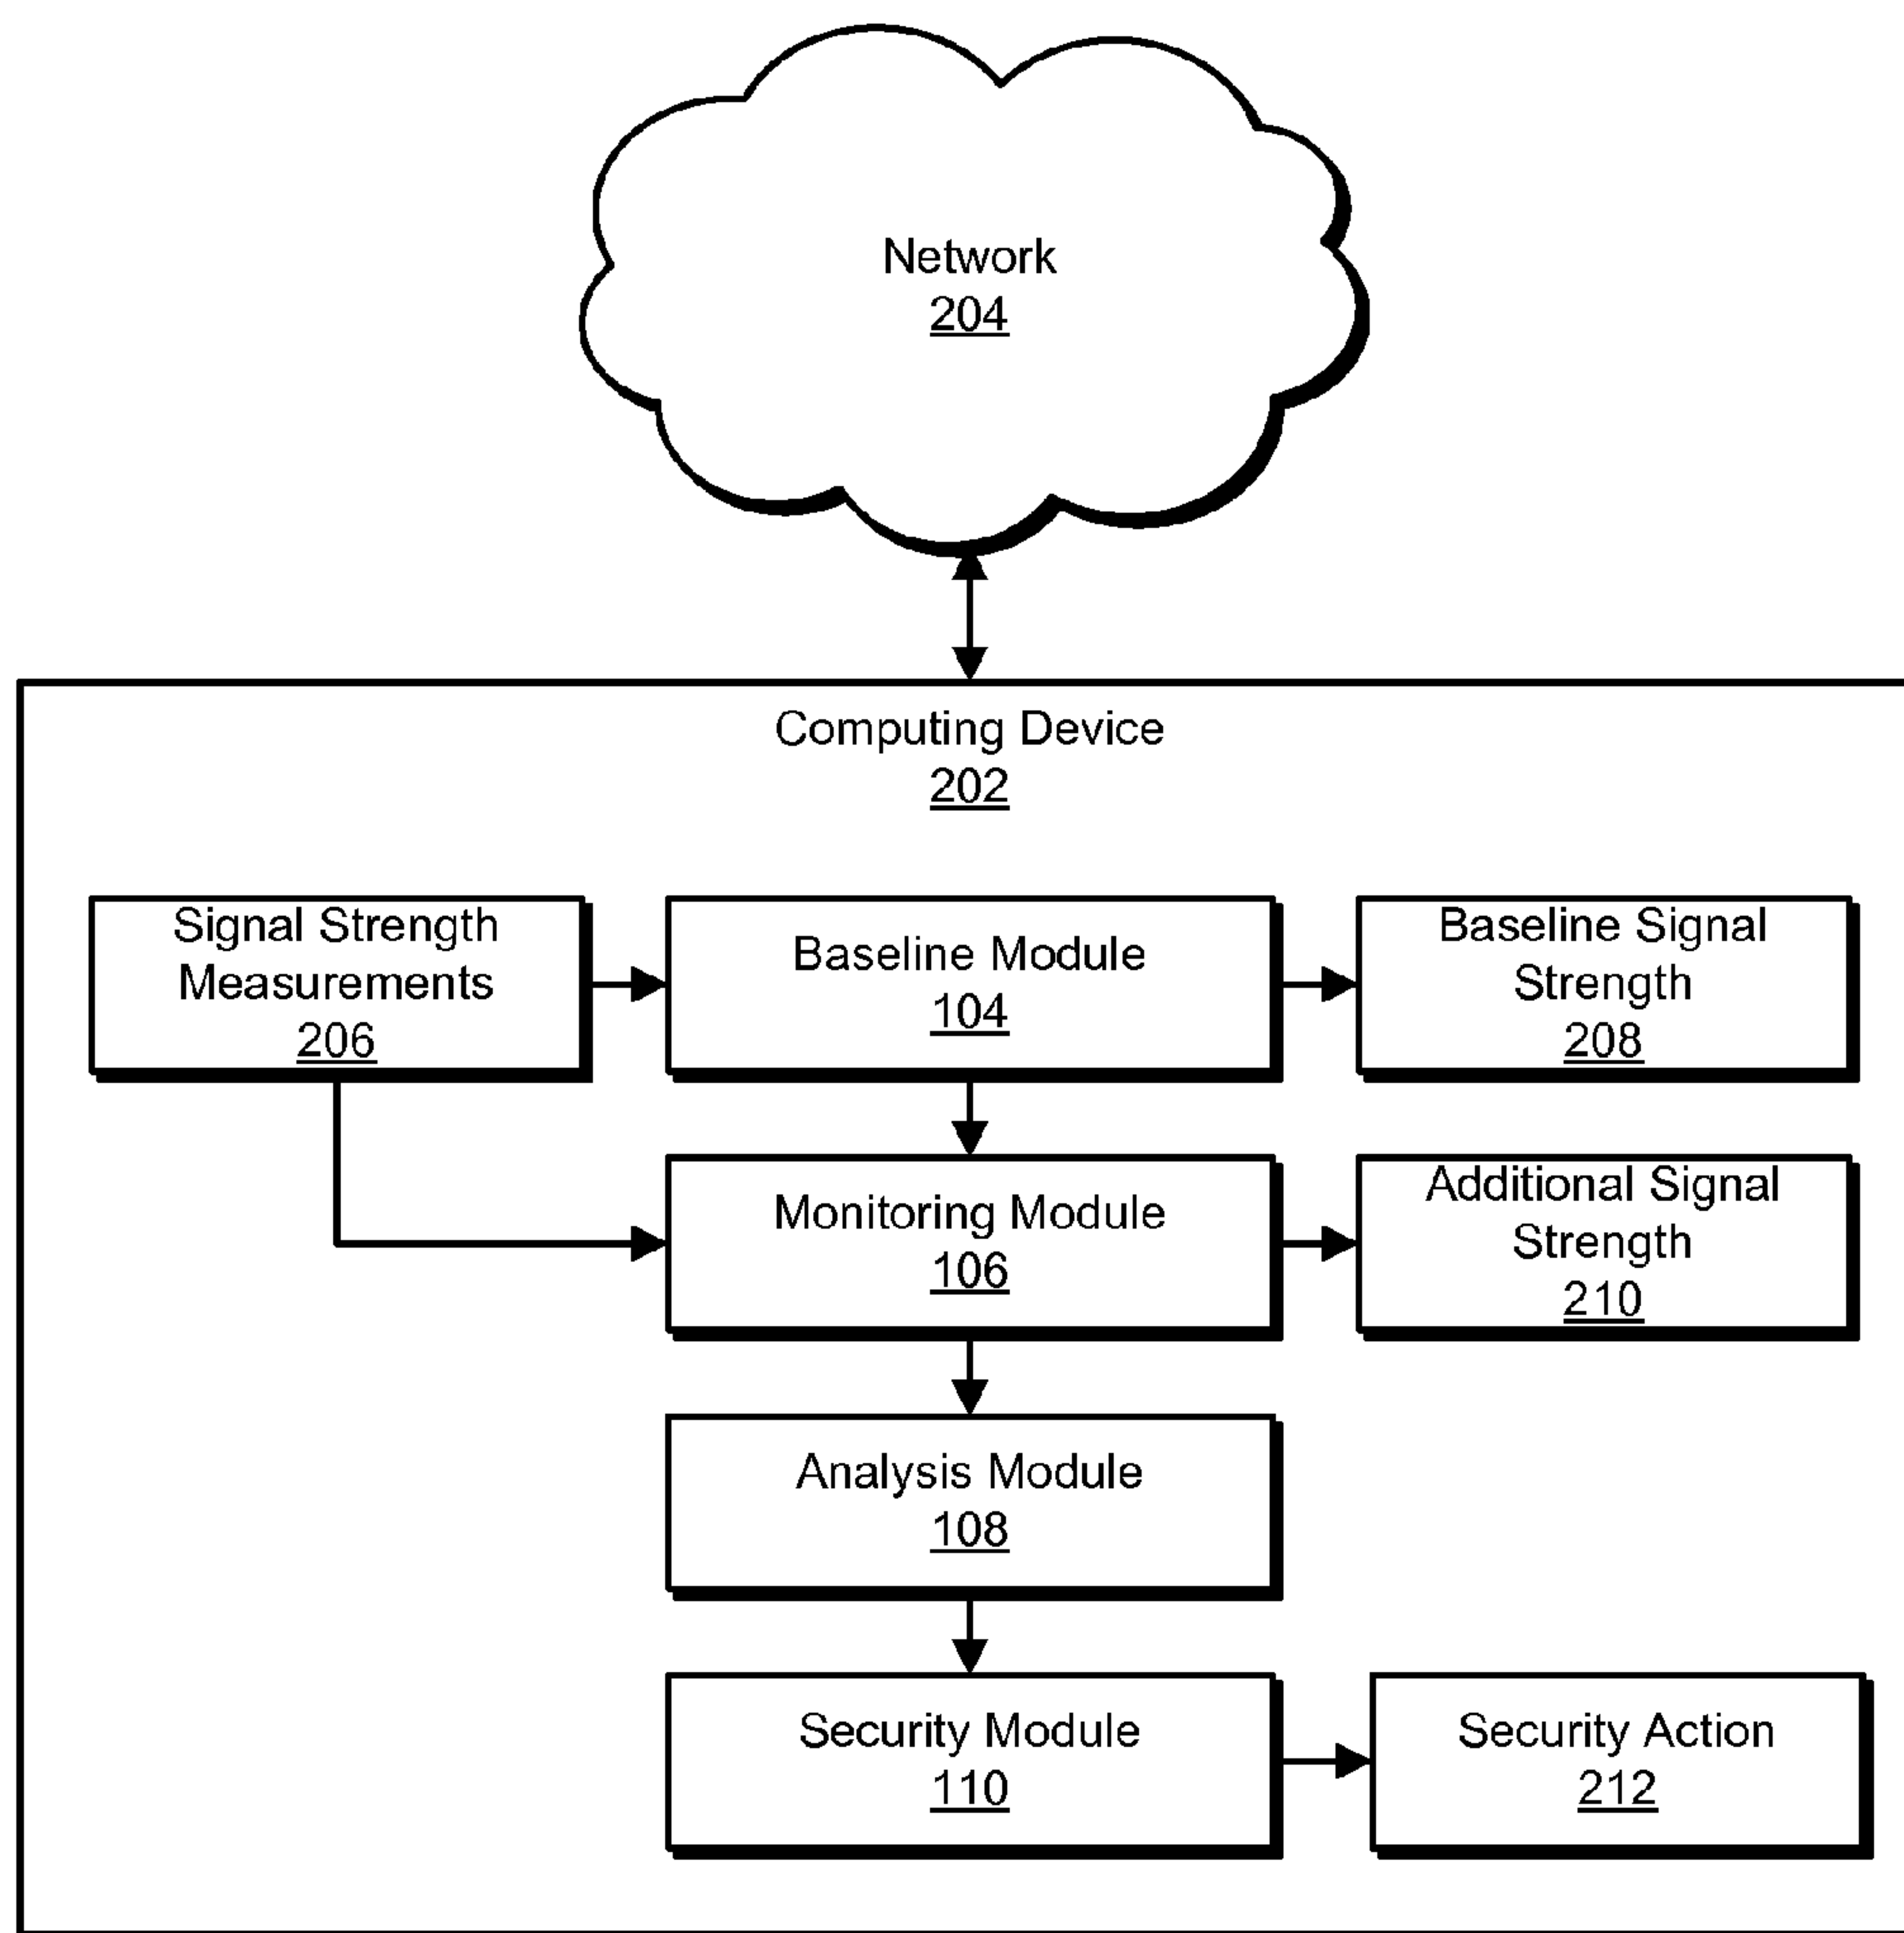 Network
204
Computing Device
202
Signal Strength
Measurements
206
Baseline Module
104
Baseline Signal
Strength
208
Monitoring Module
106
Additional Signal
Strength
210
Analysis Module
108
Security Module
110
Security Action
212